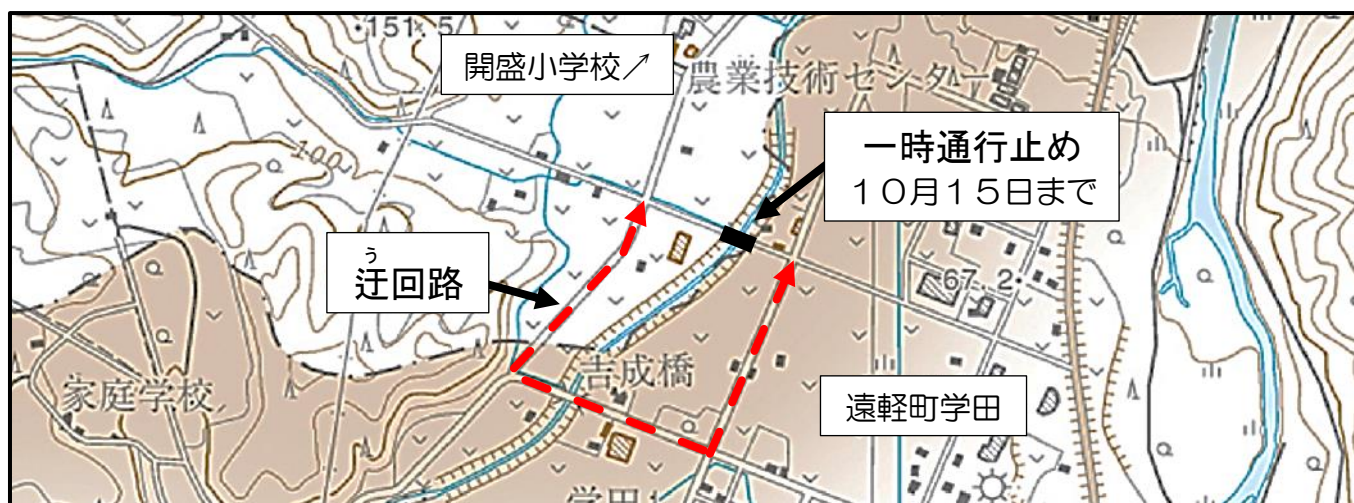 ・151.5
開盛小学校↗
農業技術センター
一時通行止め
10月15日まで
100
う
迂回路
67.2・
吉成橋
家庭学校
遠軽町学田
学田